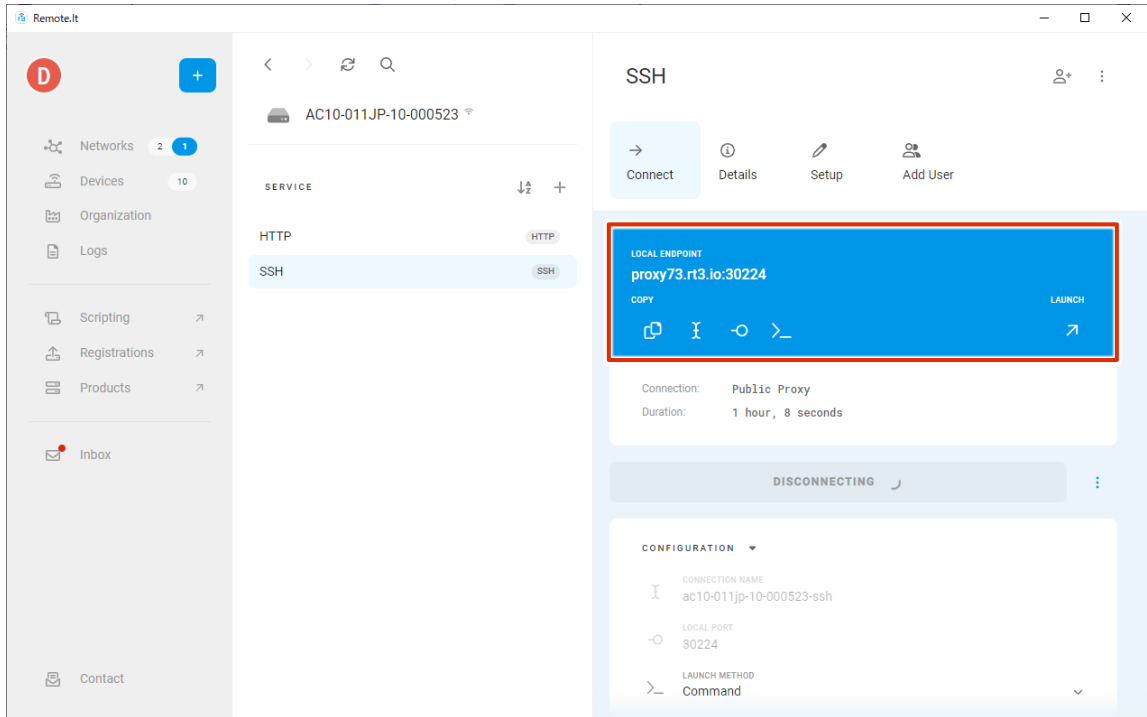 Remote.It
D
+
Networks 2 1
Devices 10
Organization
Logs
Scripting
Registrations
Products
Inbox
Contact
AC10-011JP-10-000523
SERVICE
HTTP HTTP
SSH SSH
SSH
Connect
Details
Setup
Add User
LOCAL ENDPOINT
proxy73.rt3.io:30224
COPY
LAUNCH
Connection: Public Proxy
Duration: 1 hour, 8 seconds
DISCONNECTING
CONFIGURATION
CONNECTION NAME
ac10-011jp-10-000523-ssh
LOCAL PORT
30224
LAUNCH METHOD
Command